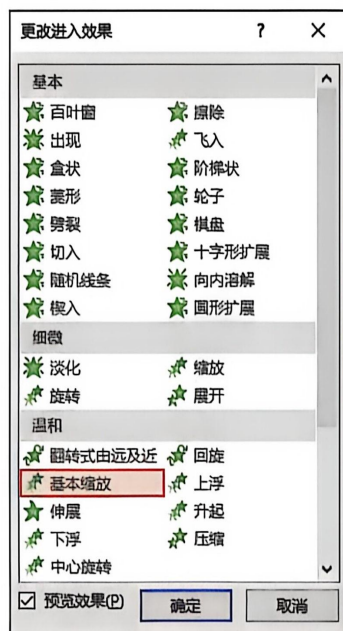 更改进入效果 ? ×
基本
百叶窗 擦除
出现 飞入
盒状 阶梯状
菱形 轮子
劈裂 棋盘
切入 十字形扩展
随机线条 向内溶解
楔入 圆形扩展
细微
淡化 缩放
旋转 展开
温和
翻转式由远及近 回旋
基本缩放 上浮
伸展 升起
下浮 压缩
中心旋转
预览效果(P) 确定 取消